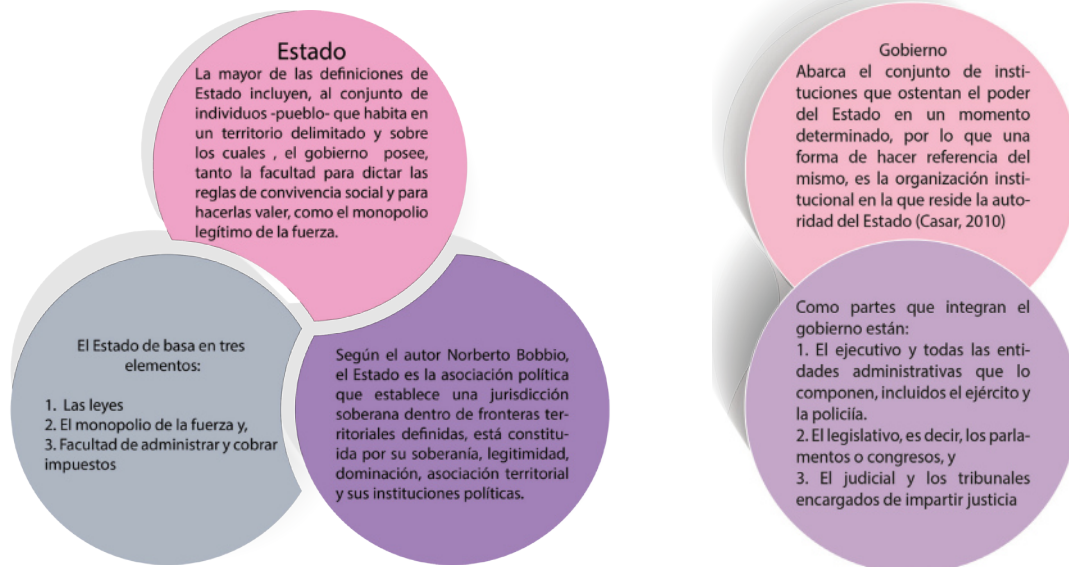 Estado
La mayor de las definiciones de
Estado incluyen, al conjunto de
individuos -pueblo- que habita en
un territorio delimitado y sobre
los cuales , el gobierno posee,
tanto la facultad para dictar las
reglas de convivencia social y para
hacerlas valer, como el monopolio
legítimo de la fuerza.
El Estado de basa en tres
elementos:
1. Las leyes
2. El monopolio de la fuerza y,
3. Facultad de administrar y cobrar
impuestos
Según el autor Norberto Bobbio,
el Estado es la asociación política
que establece una jurisdicción
soberana dentro de fronteras ter-
ritoriales definidas, está constitu-
ida por su soberanía, legitimidad,
dominación, asociación territorial
y sus instituciones políticas.
Gobierno
Abarca el conjunto de insti-
tuciones que ostentan el poder
del Estado en un momento
determinado, por lo que una
forma de hacer referencia del
mismo, es la organización insti-
tucional en la que reside la auto-
ridad del Estado (Casar, 2010)
Como partes que integran el
gobierno están:
1. El ejecutivo y todas las enti-
dades administrativas que lo
componen, incluidos el ejército y
la policiía.
2. El legislativo, es decir, los parla-
mentos o congresos, y
3. El judicial y los tribunales
encargados de impartir justicia